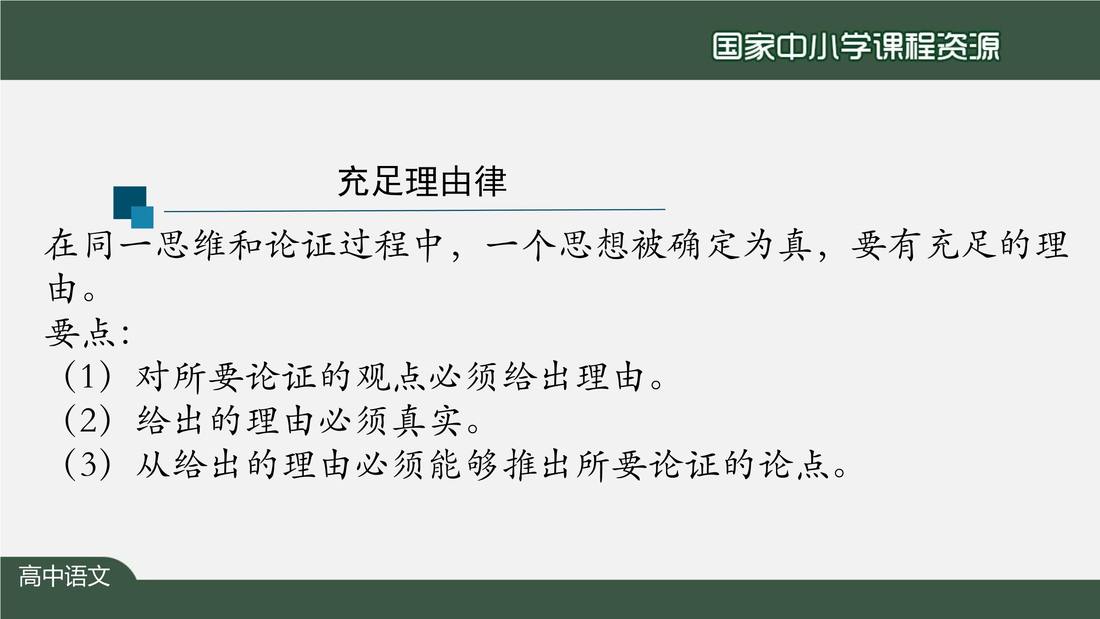 国家中小学课程资源
充足理由律
在同一思维和论证过程中，一个思想被确定为真，要有充足的理
由。
要点：
（1）对所要论证的观点必须给出理由。
（2）给出的理由必须真实。
（3）从给出的理由必须能够推出所要论证的论点。
高中语文